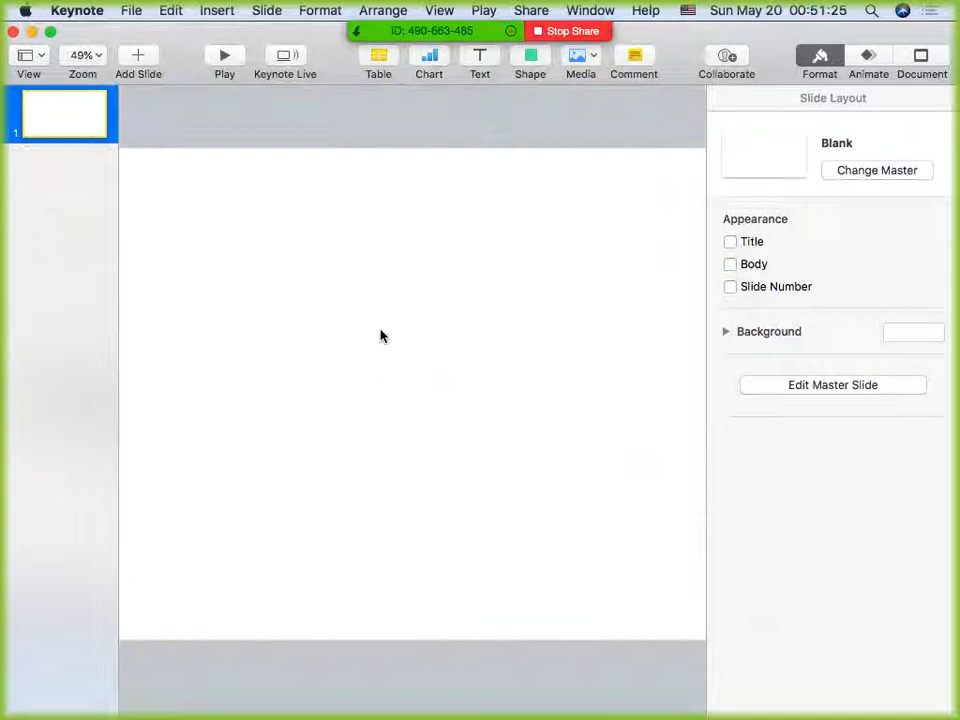 Keynote File Edit Insert Slide Format Arrange View Play Share Window Help Sun May 20 00:51:25
ID: 490-663-485 Stop Share
49%
View Zoom Add Slide Play Keynote Live Table Chart Text Shape Media Comment Collaborate Format Animate Document
1
Slide Layout
Blank
Change Master
Appearance
Title
Body
Slide Number
Background
Edit Master Slide